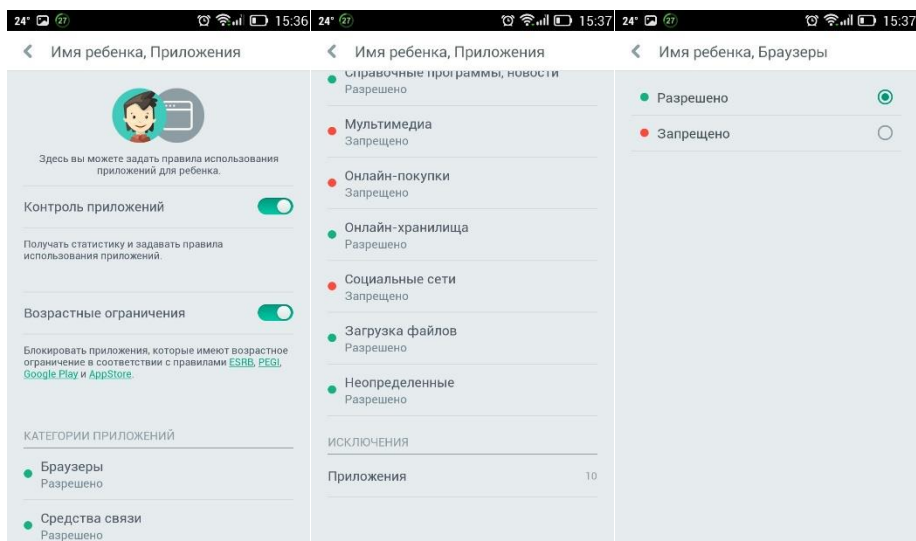 24° 27 15:36
Имя ребенка, Приложения
Здесь вы можете задать правила использования
приложений для ребенка.
Контроль приложений
Получать статистику и задавать правила
использования приложений.
Возрастные ограничения
Блокировать приложения, которые имеют возрастное
ограничение в соответствии с правилами ESRB, PEGI,
Google Play и AppStore.
КАТЕГОРИИ ПРИЛОЖЕНИЙ
Браузеры
Разрешено
Средства связи
Разрешено
24° 27 15:37
Имя ребенка, Приложения
Справочные программы, новости
Разрешено
Мультимедиа
Запрещено
Онлайн-покупки
Запрещено
Онлайн-хранилища
Разрешено
Социальные сети
Запрещено
Загрузка файлов
Разрешено
Неопределенные
Разрешено
ИСКЛЮЧЕНИЯ
Приложения 10
24° 27 15:37
Имя ребенка, Браузеры
Разрешено
Запрещено